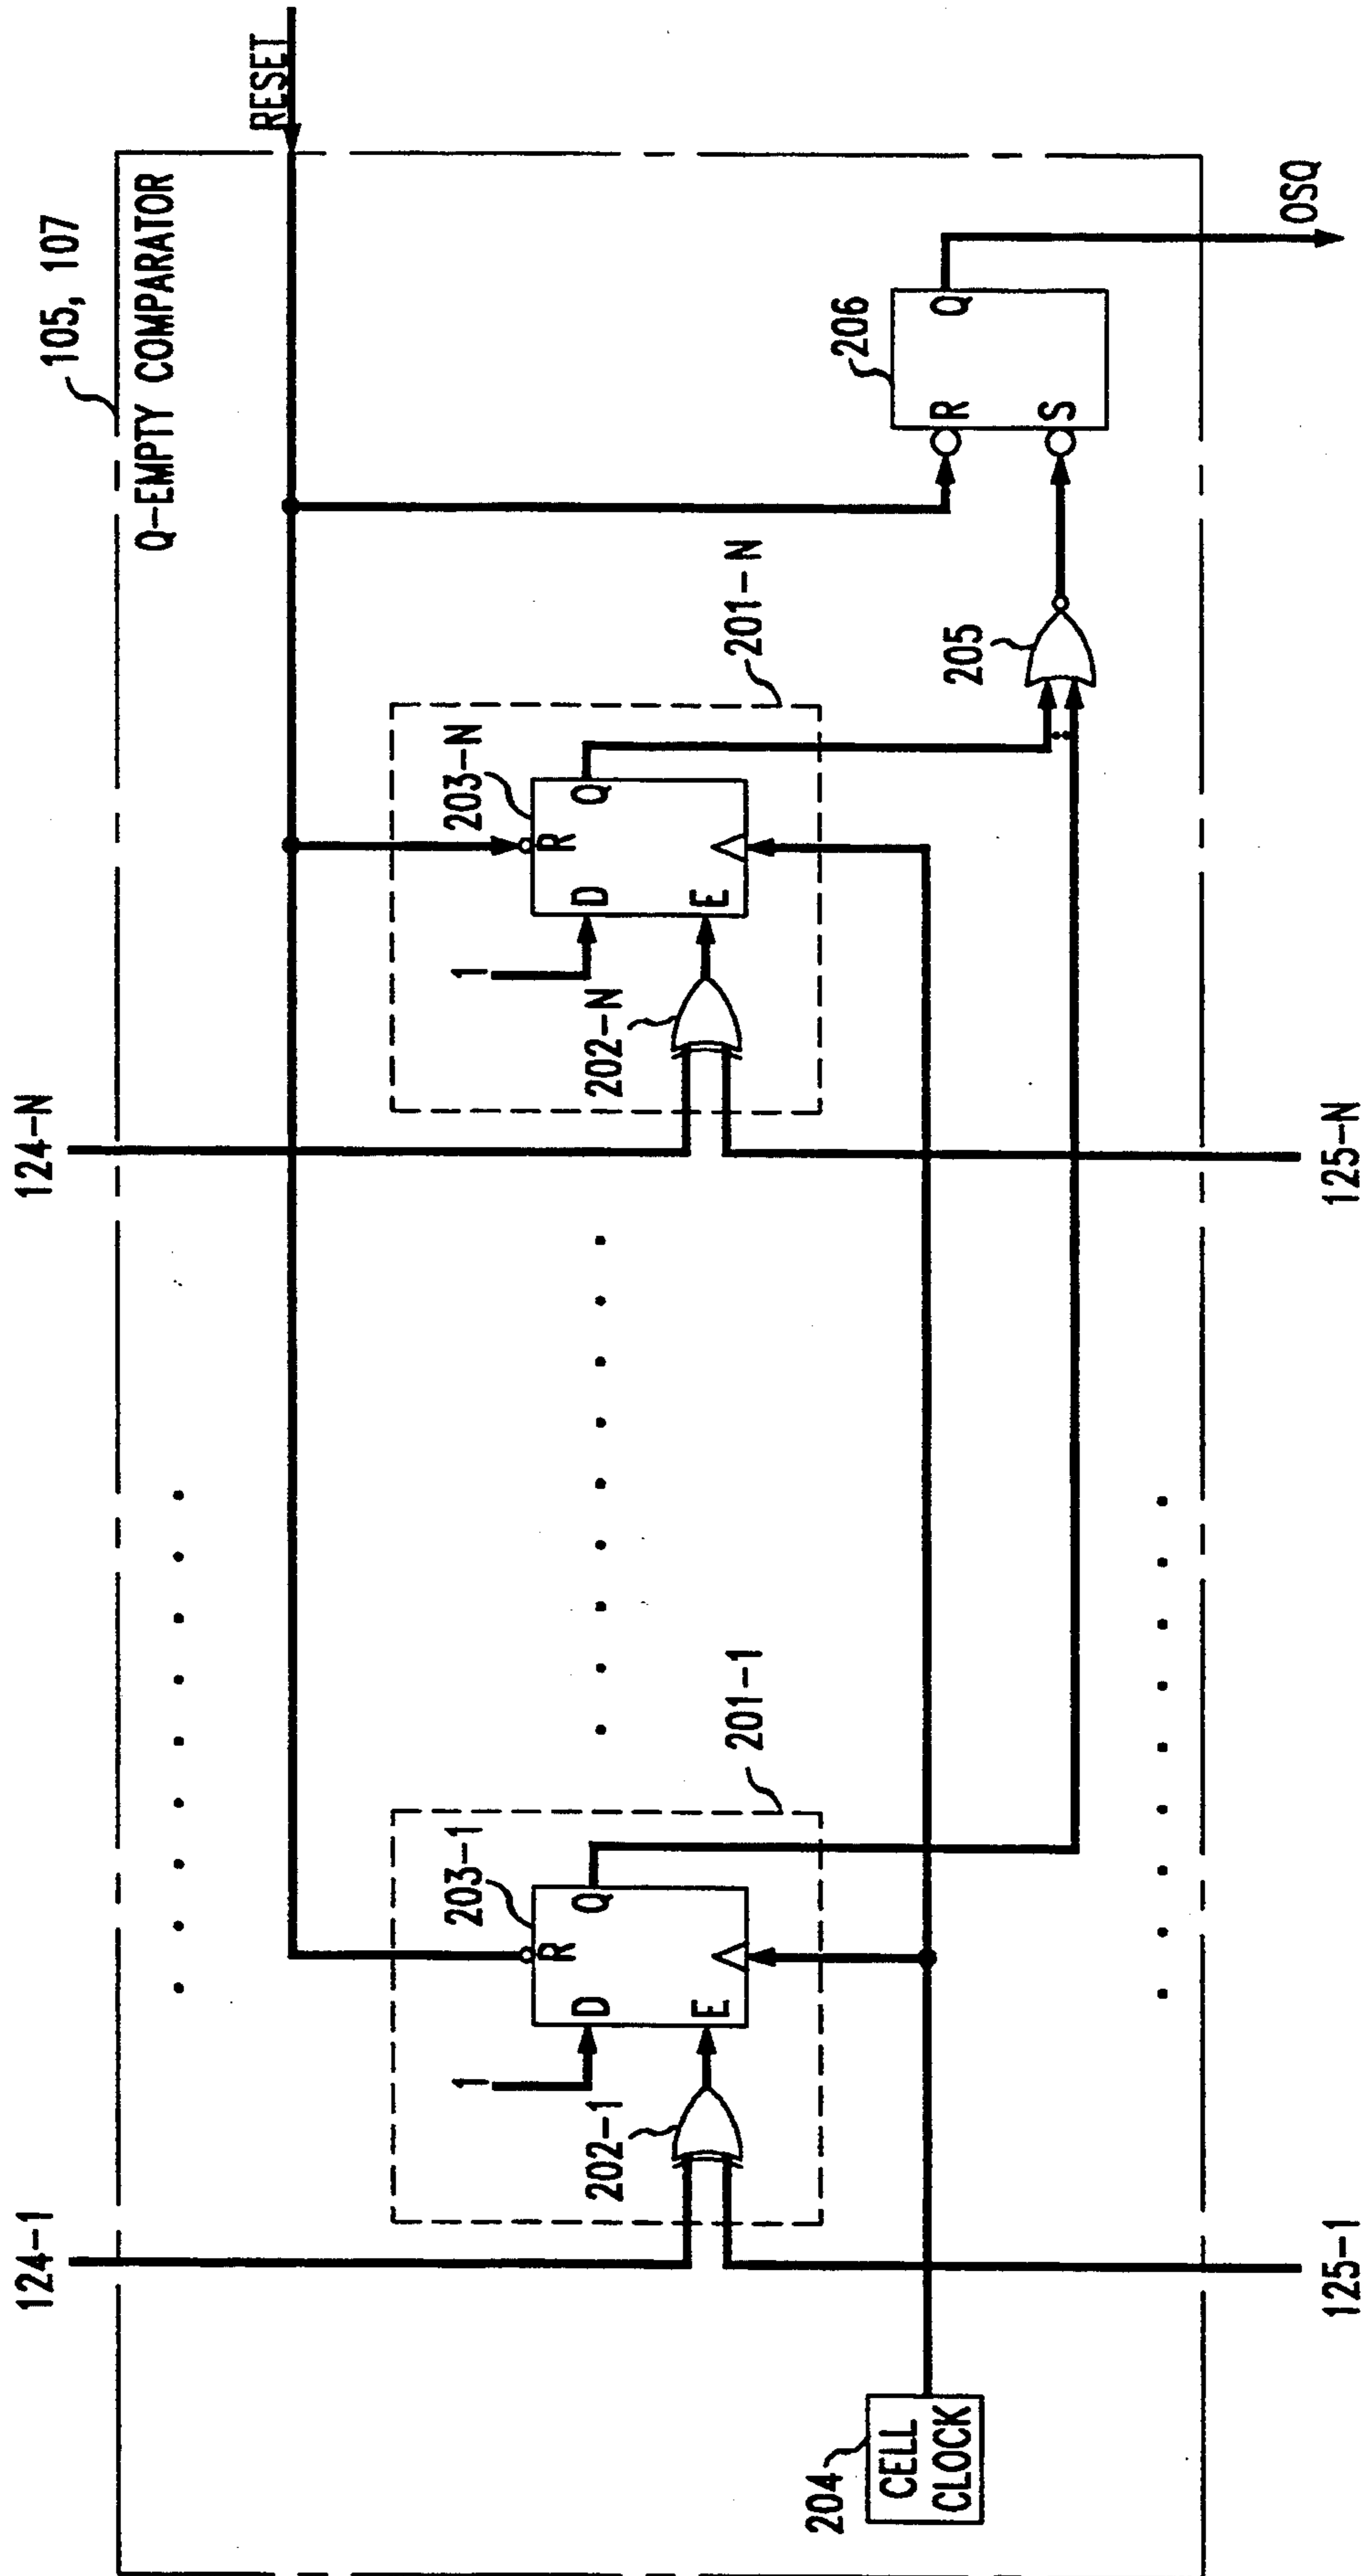 105, 107
Q-EMPTY COMPARATOR
RESET
124-1
124-N
203-1
R
D
Q
E
1
202-1
201-1
203-N
R
D
Q
E
1
202-N
201-N
206
R
Q
S
205
204
CELL
CLOCK
125-1
125-N
OSQ